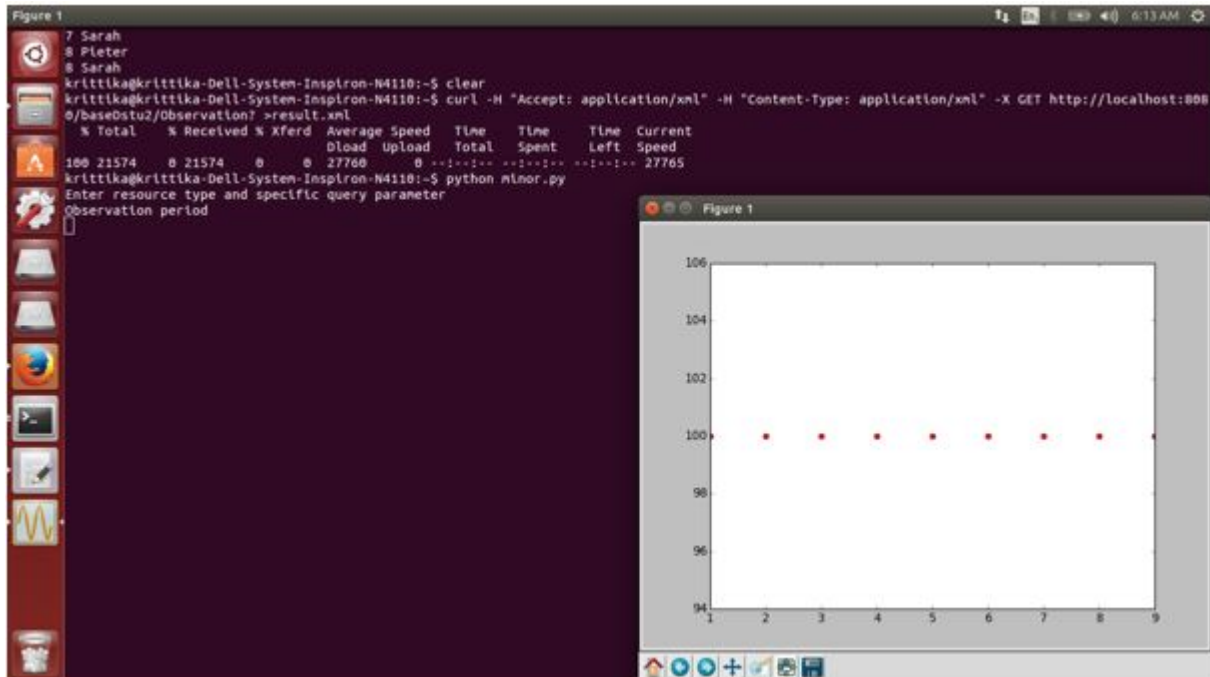 Figure 1
En
6:13 AM
7 Sarah
8 Pieter
8 Sarah
krittika@krittika-Dell-System-Inspiron-N4110:~$ clear
krittika@krittika-Dell-System-Inspiron-N4110:~$ curl -H "Accept: application/xml" -H "Content-Type: application/xml" -X GET http://localhost:808
0/baseDstu2/Observation? >result.xml
% Total % Received % Xferd Average Speed Time Time Time Current
Dload Upload Total Spent Left Speed
100 21574 0 21574 0 0 27760 0 --:--:-- --:--:-- --:--:-- 27765
krittika@krittika-Dell-System-Inspiron-N4110:~$ python minor.py
Enter resource type and specific query parameter
Observation period
Figure 1
106
104
102
100
98
96
94
1 2 3 4 5 6 7 8 9